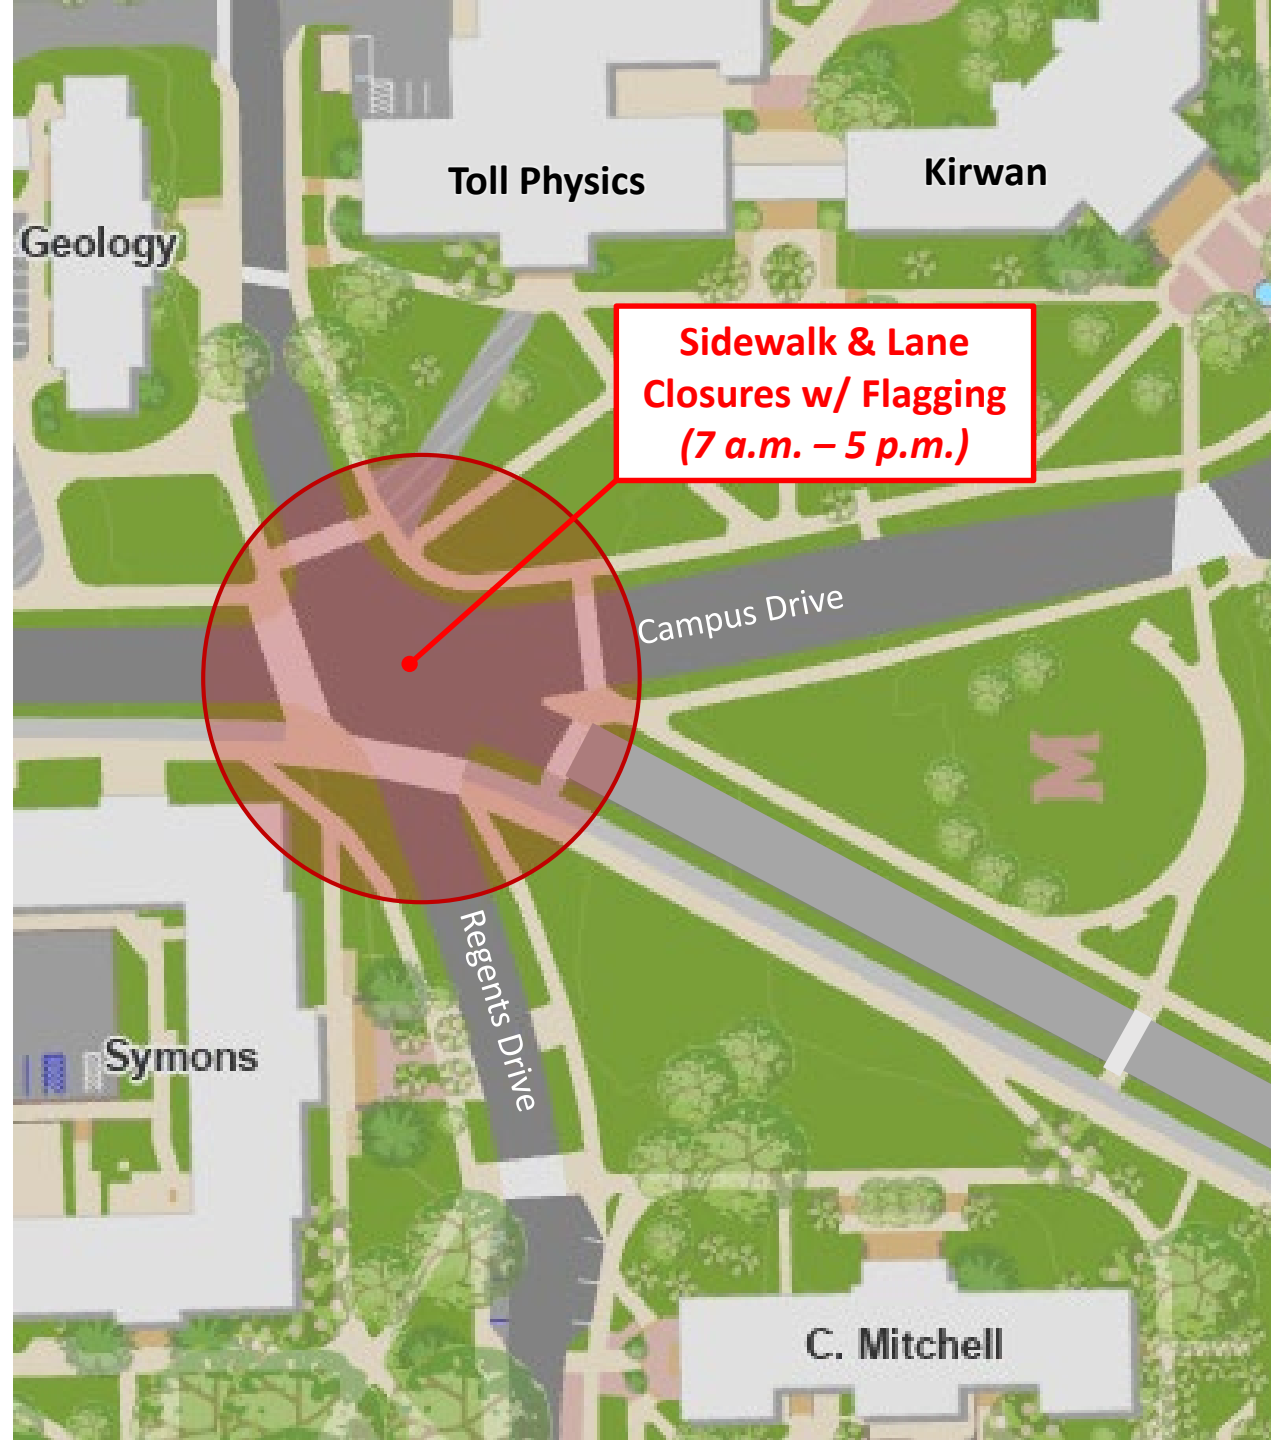 Toll Physics
Kirwan
Geology
Sidewalk & Lane
Closures w/ Flagging
(7 a.m. – 5 p.m.)
Campus Drive
M
Regents Drive
Symons
C. Mitchell